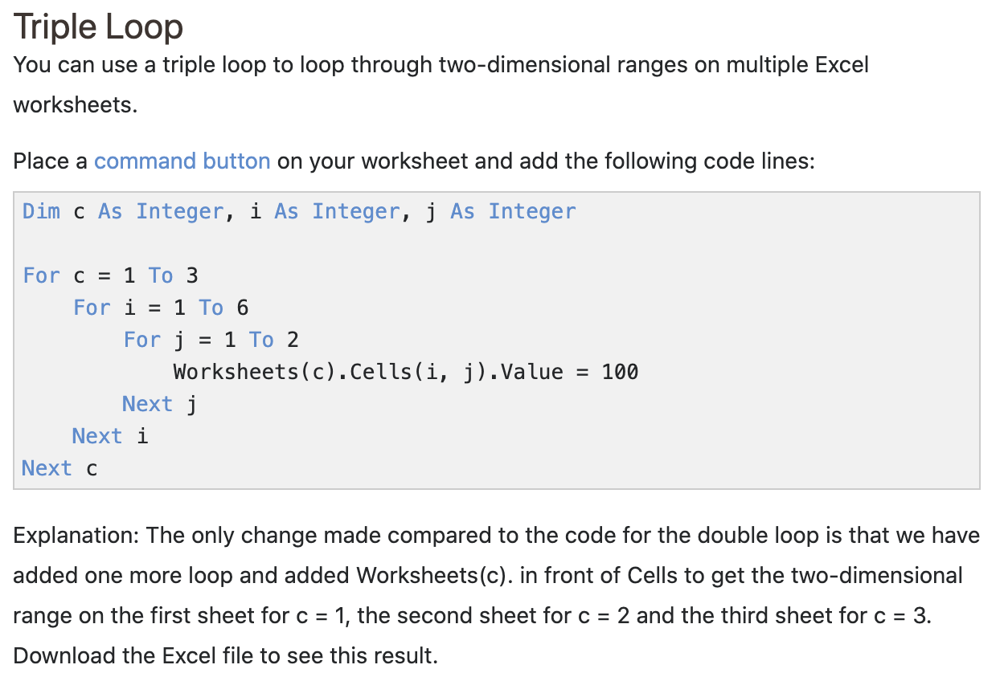 Triple Loop
You can use a triple loop to loop through two-dimensional ranges on multiple Excel
worksheets.
Place a command button on your worksheet and add the following code lines:
Dim c As Integer, i As Integer, j As Integer
For c = 1 To 3
    For i = 1 To 6
        For j = 1 To 2
            Worksheets(c).Cells(i, j).Value = 100
        Next j
    Next i
Next c
Explanation: The only change made compared to the code for the double loop is that we have
added one more loop and added Worksheets(c). in front of Cells to get the two-dimensional
range on the first sheet for c = 1, the second sheet for c = 2 and the third sheet for c = 3.
Download the Excel file to see this result.